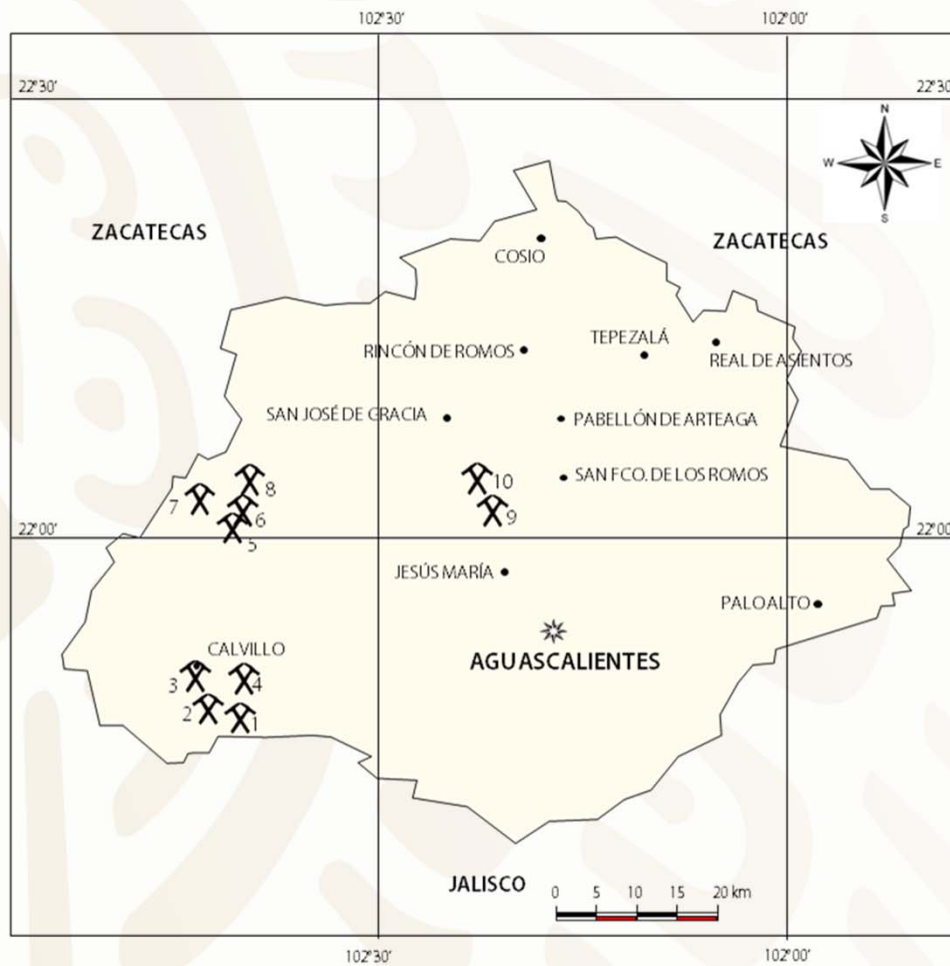 102°30'
102°00'
22°30'
22°30'
N
W
E
S
ZACATECAS
ZACATECAS
COSIO
TEPEZALÁ
RINCÓN DE ROMOS
REAL DE ASIENTOS
SAN JOSÉ DE GRACIA
PABELLÓN DE ARTEAGA
SAN FCO. DE LOS ROMOS
8
10
7
6
9
5
22°00'
22°00'
JESÚS MARÍA
PALO ALTO
CALVILLO
AGUASCALIENTES
3
4
2
1
JALISCO
0 5 10 15 20 km
102°30'
102°00'